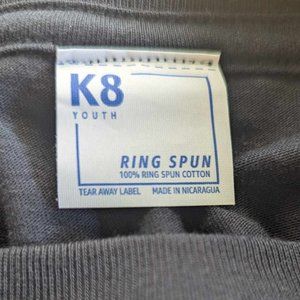 K8
YOUTH
RING SPUN
100% RING SPUN COTTON
TEAR AWAY LABEL MADE IN NICARAGUA